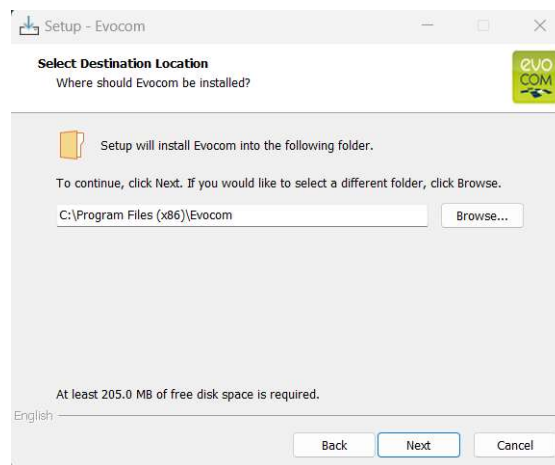 Setup - Evocom
Select Destination Location
Where should Evocom be installed?
evo
COM
Setup will install Evocom into the following folder.
To continue, click Next. If you would like to select a different folder, click Browse.
C:\Program Files (x86)\Evocom
Browse...
At least 205.0 MB of free disk space is required.
English
Back
Next
Cancel